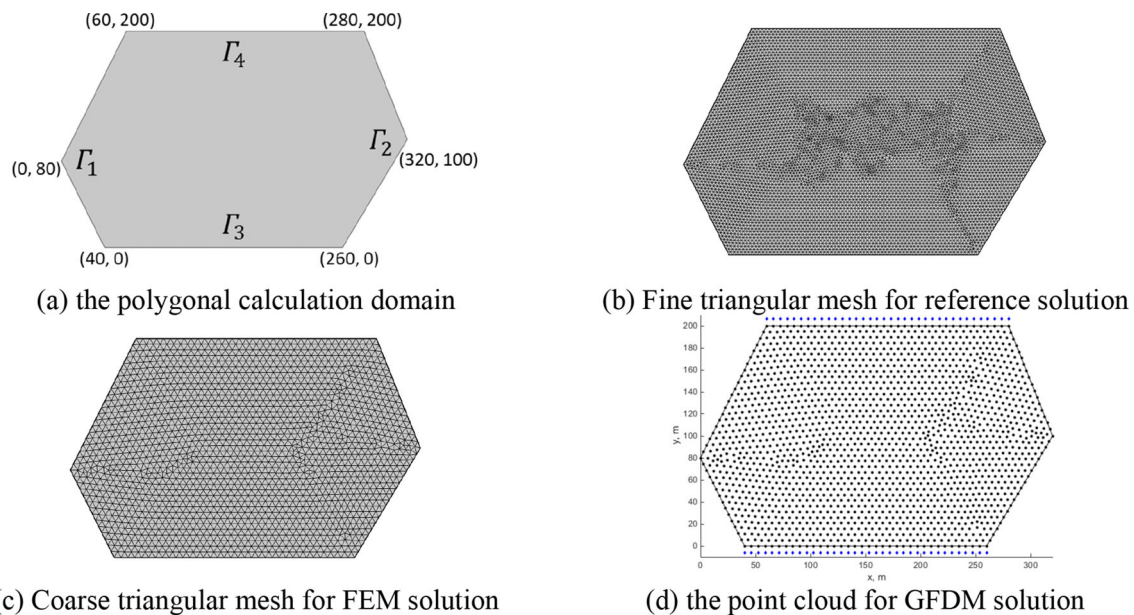 (60, 200) (280, 200)
Γ4
Γ1
Γ2
(0, 80)
(320, 100)
Γ3
(40, 0) (260, 0)
(a) the polygonal calculation domain
(b) Fine triangular mesh for reference solution
(c) Coarse triangular mesh for FEM solution
200
180
160
140
120
100
80
60
40
20
0
y, m
0 50 100 150 200 250 300
x, m
(d) the point cloud for GFDM solution